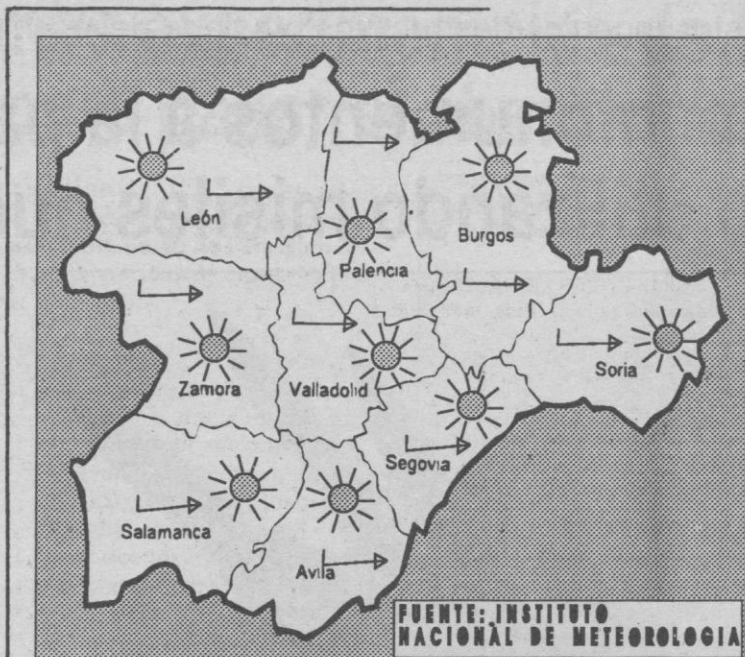 León
Burgos
Palencia
Zamora
Valladolid
Soria
Segovia
Salamanca
Avila
FUENTE: INSTITUTO
NACIONAL DE METEOROLOGIA